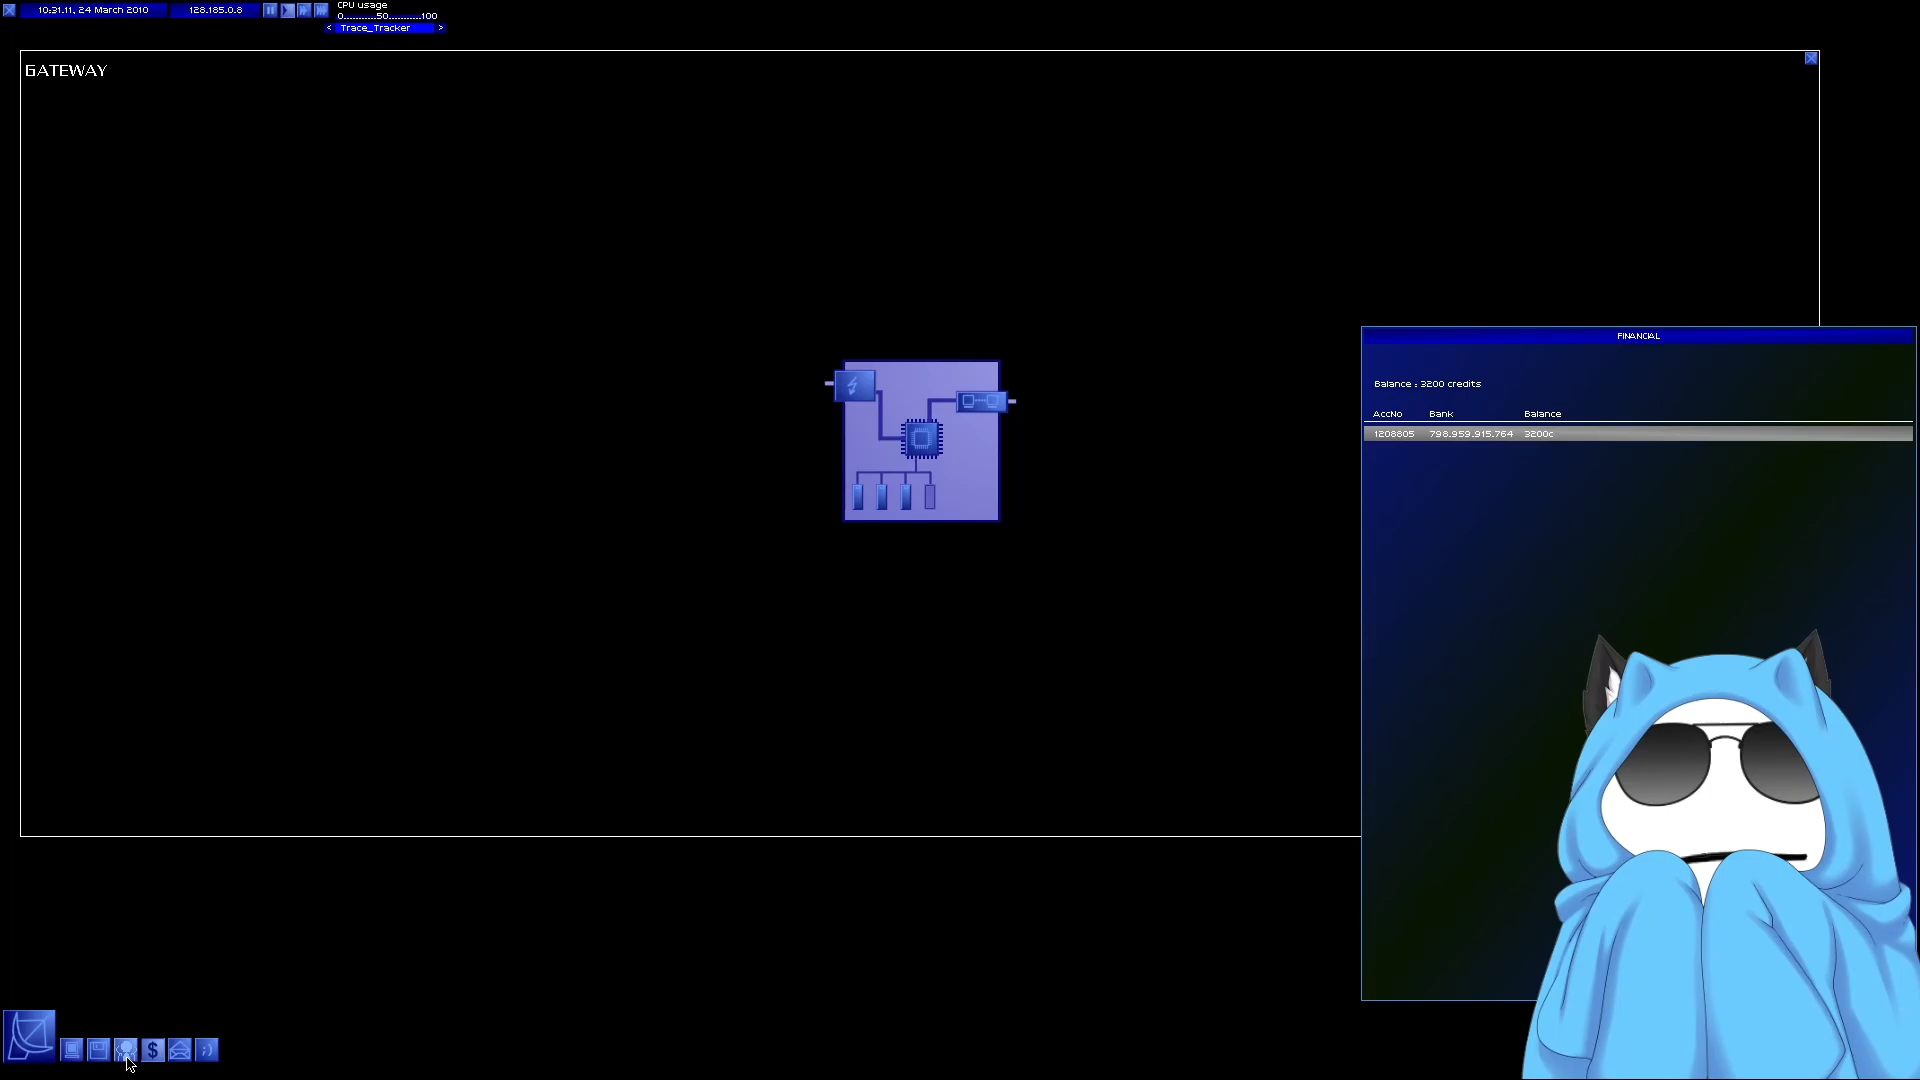 10:31.11, 24 March 2010
128.185.0.8
CPU usage
0...........50...........100
< Trace_Tracker >
GATEWAY
FINANCIAL
Balance : 3200 credits
AccNo Bank Balance
1208805 798.959.915.764 3200c
$
;)